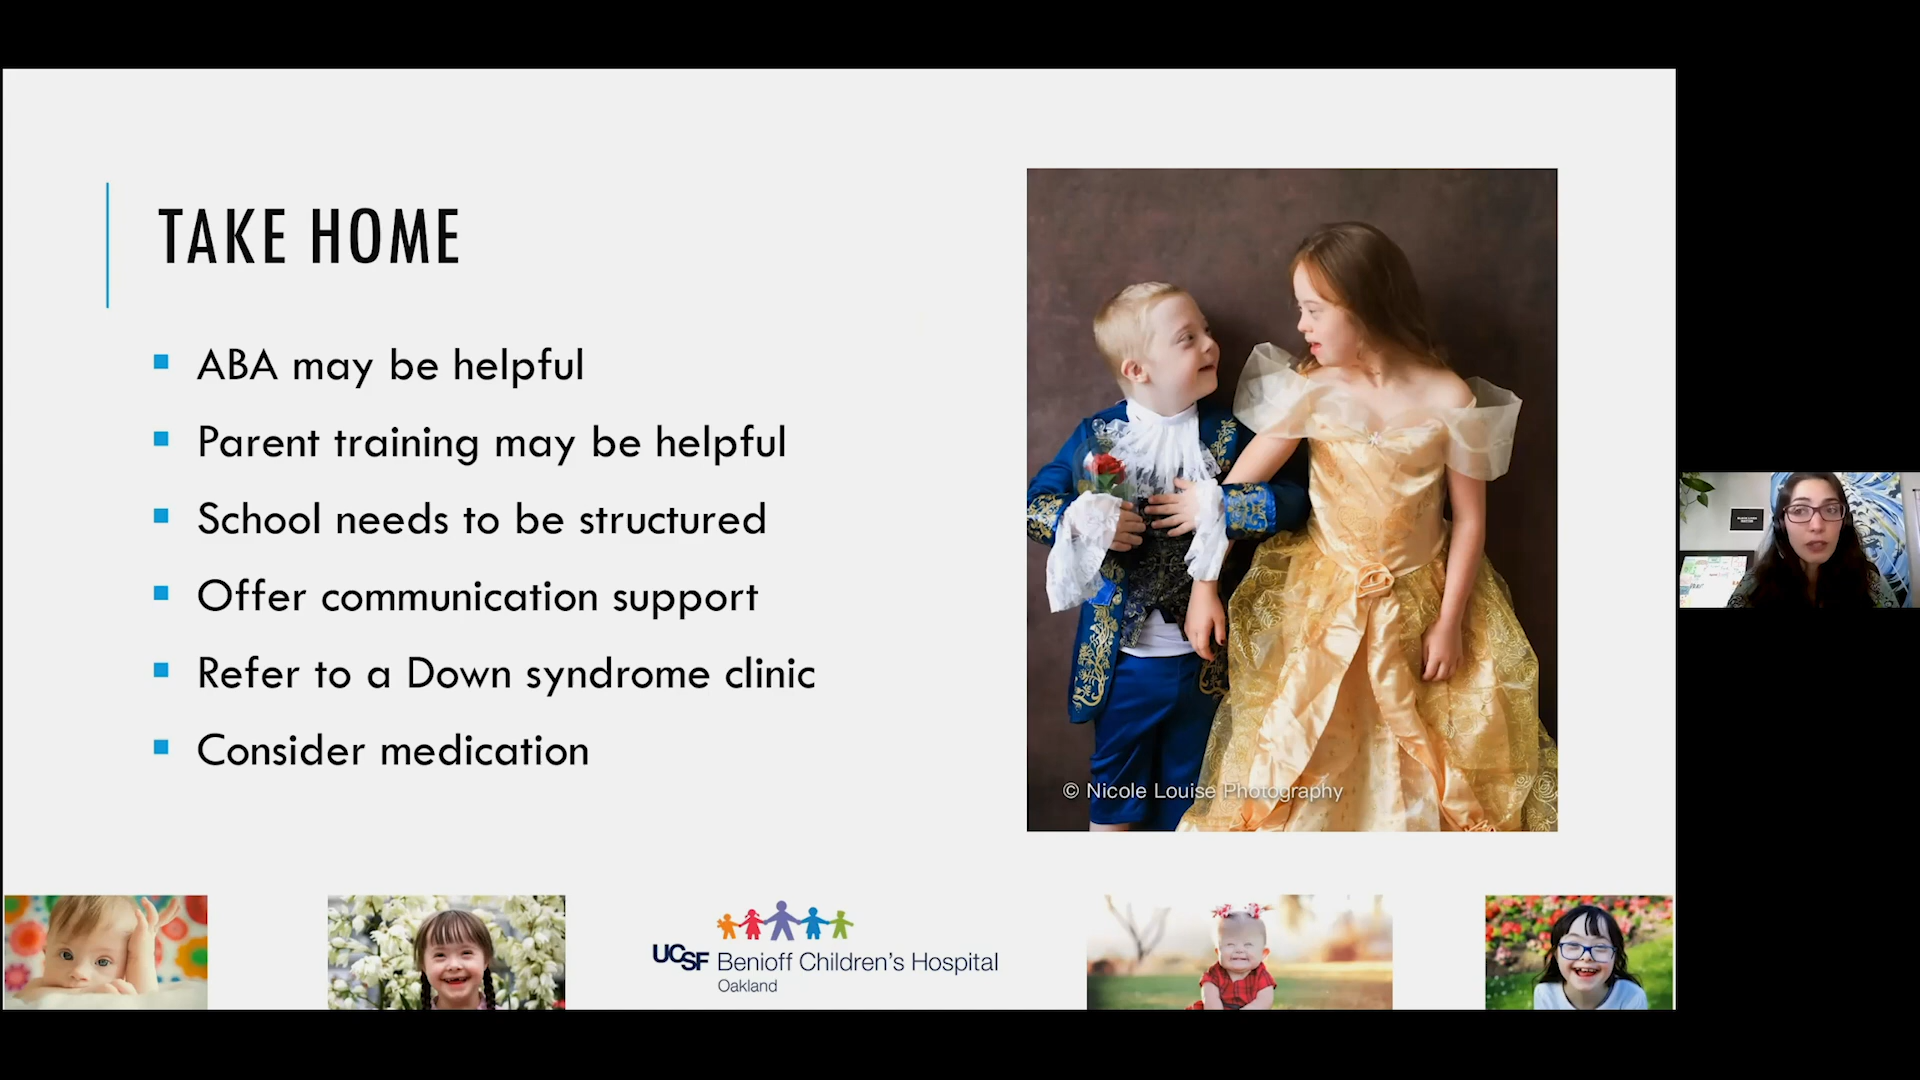 TAKE HOME
ABA may be helpful
Parent training may be helpful
School needs to be structured
Offer communication support
Refer to a Down syndrome clinic
Consider medication
© Nicole Louise Photography
UCSF Benioff Children's Hospital
Oakland